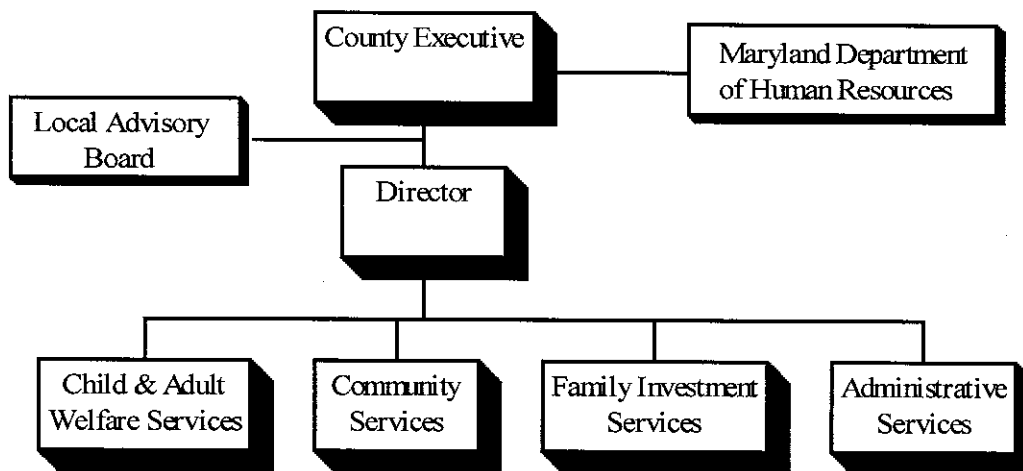 County Executive
Maryland Department
of Human Resources
Local Advisory
Board
Director
Child & Adult
Welfare Services
Community
Services
Family Investment
Services
Administrative
Services